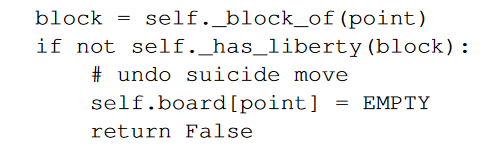 block = self._block_of(point)
if not self._has_liberty(block):
    # undo suicide move
    self.board[point] = EMPTY
    return False